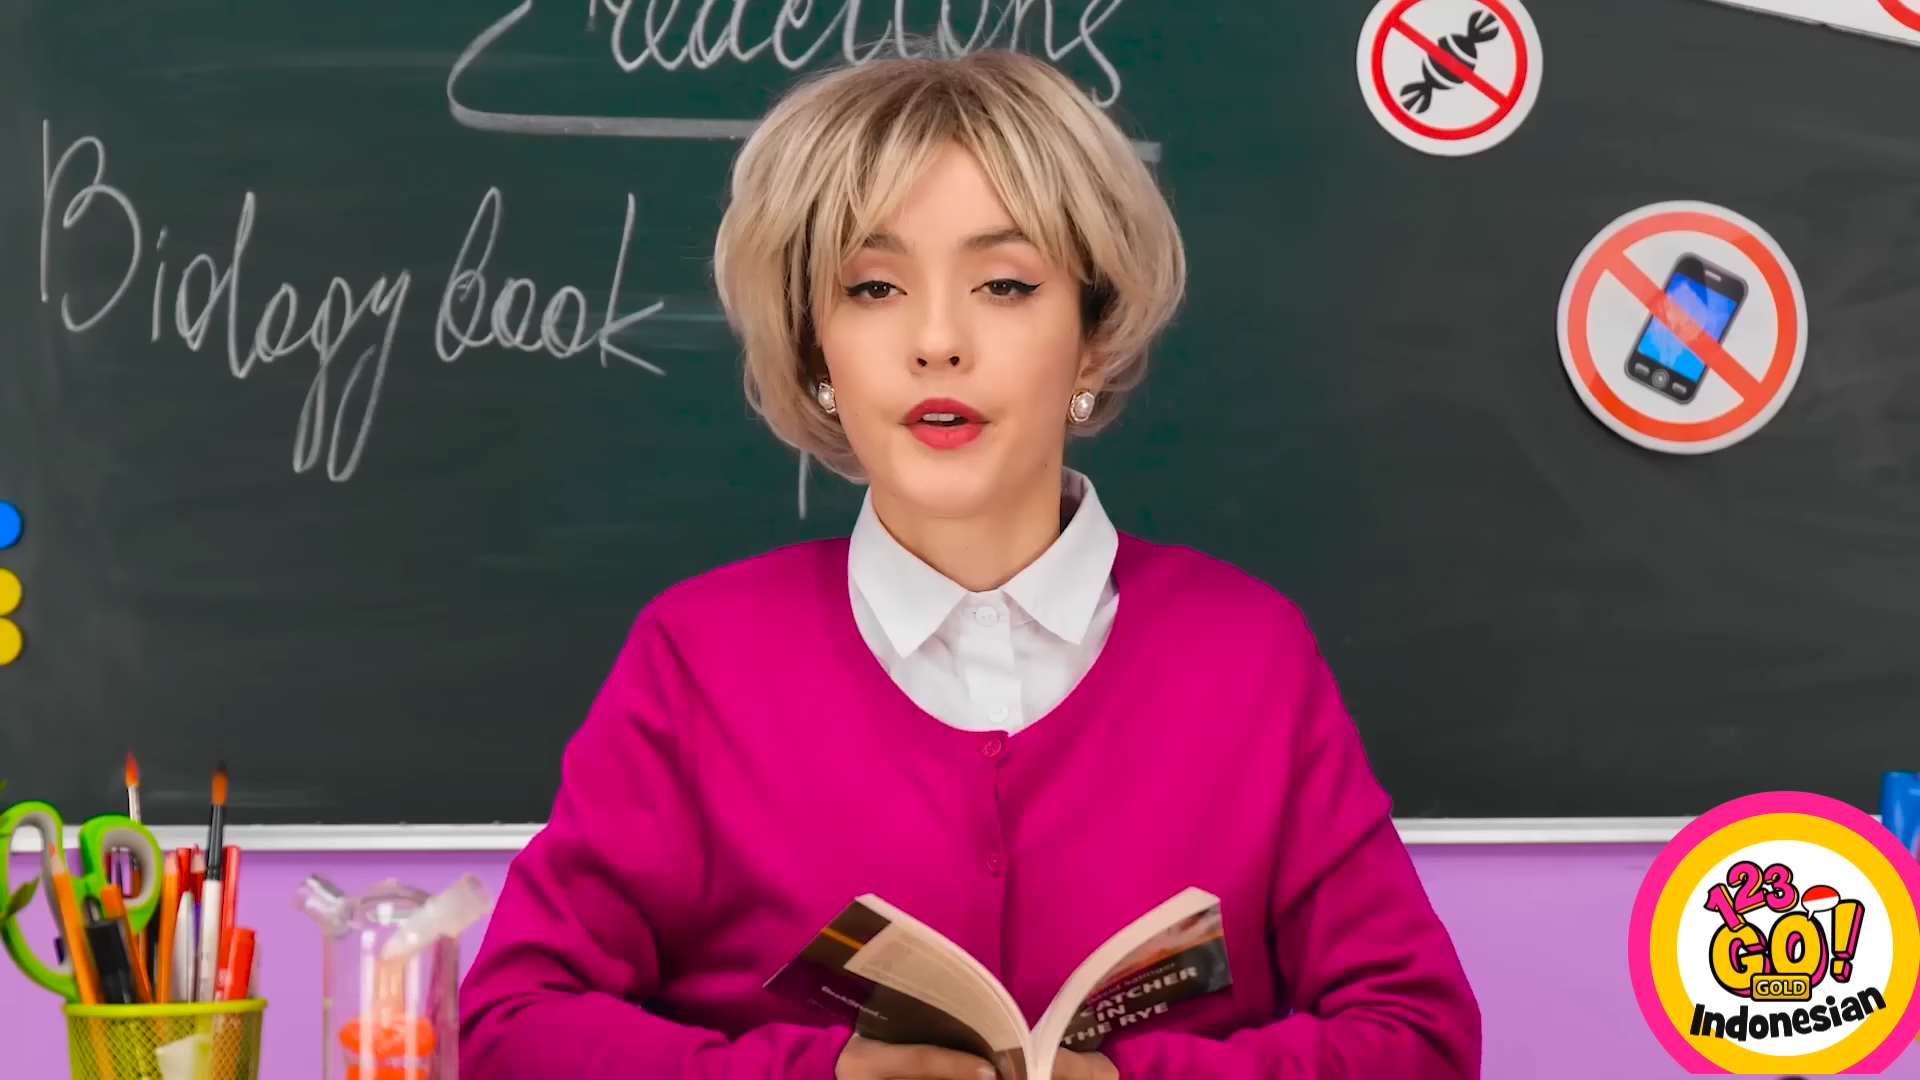 reactions
Biology book
CATCHER
IN
THE RYE
123
GO!
GOLD
Indonesian